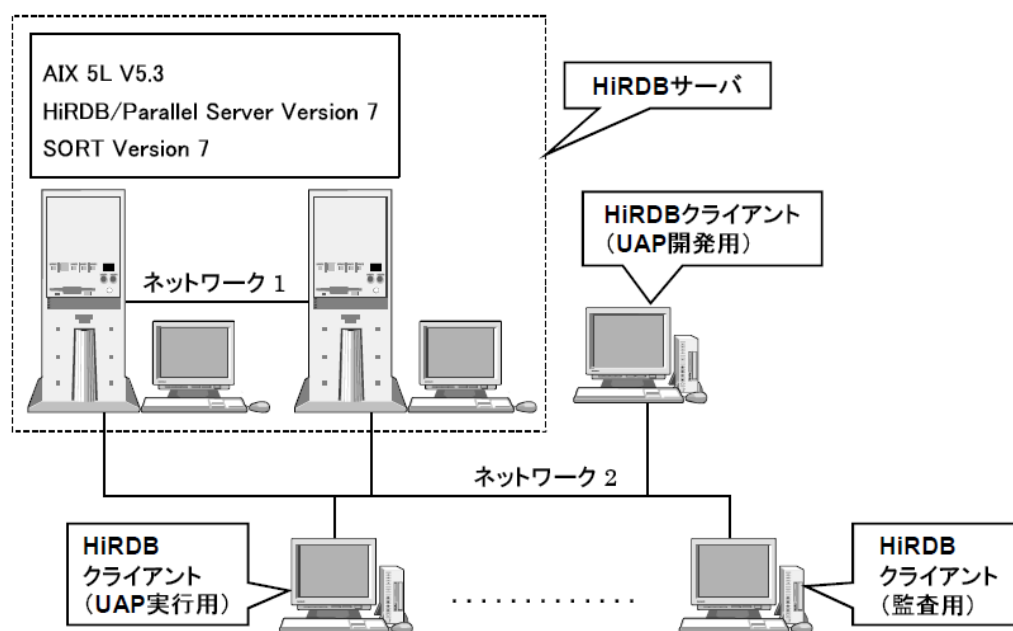 AIX 5L V5.3
HiRDB/Parallel Server Version 7
SORT Version 7
HiRDBサーバ
ネットワーク 1
HiRDBクライアント
（UAP開発用）
ネットワーク 2
HiRDB
クライアント
（UAP実行用）
HiRDB
クライアント
（監査用）